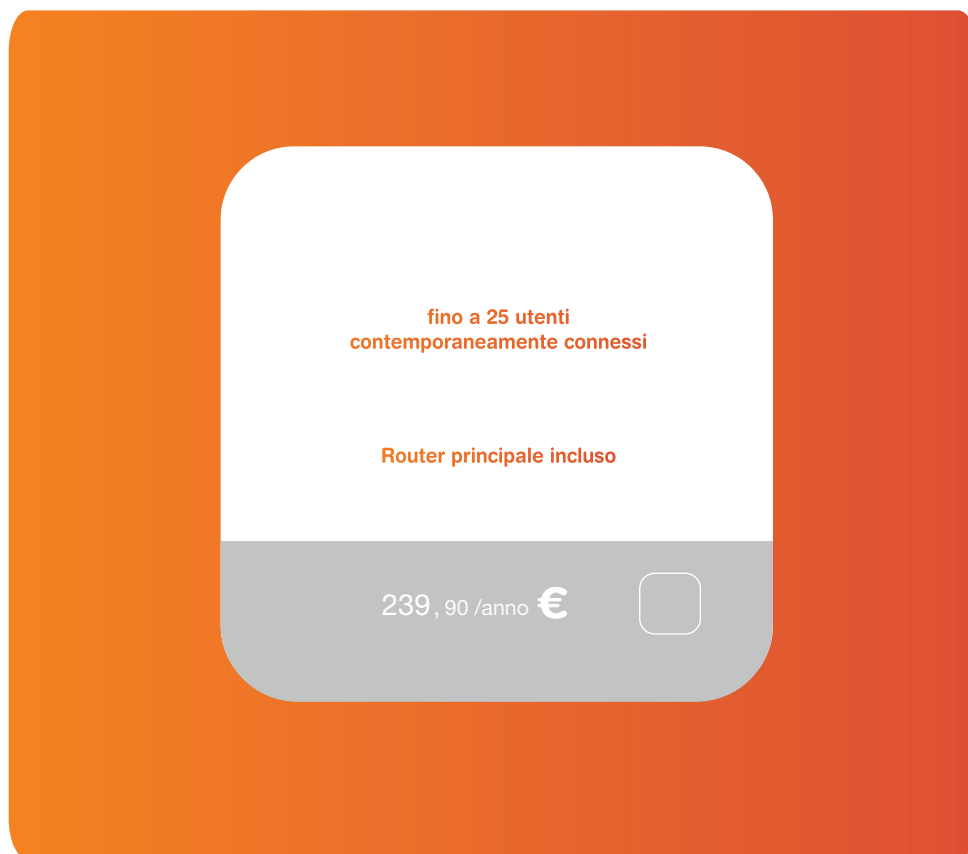 fino a 25 utenti
contemporaneamente connessi
Router principale incluso
239, 90 /anno €